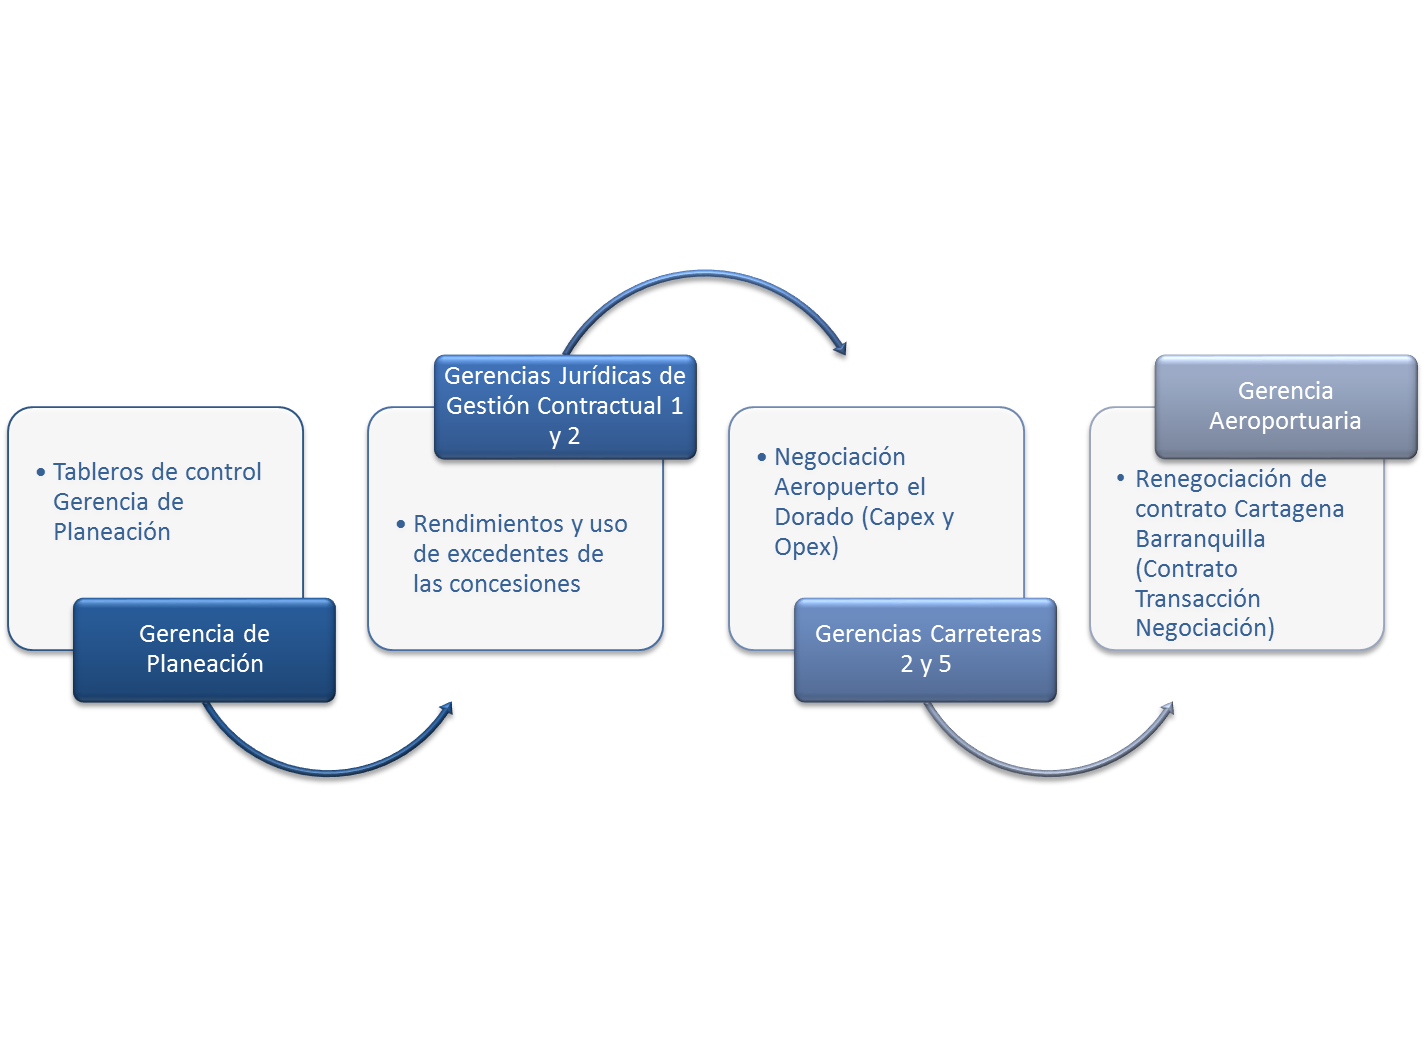 • Tableros de control
Gerencia de
Planeación
Gerencia de
Planeación
Gerencias Jurídicas de
Gestión Contractual 1
y 2
• Rendimientos y uso
de excedentes de
las concesiones
• Negociación
Aeropuerto el
Dorado (Capex y
Opex)
Gerencias Carreteras
2 y 5
Gerencia
Aeroportuaria
• Renegociación de
contrato Cartagena
Barranquilla
(Contrato
Transacción
Negociación)